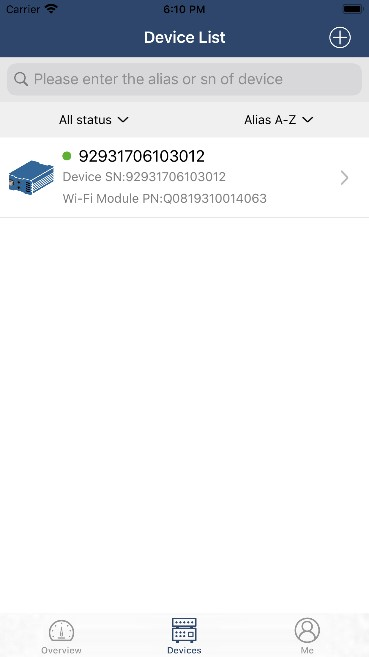 Carrier 6:10 PM
Device List
Please enter the alias or sn of device
All status Alias A-Z
92931706103012
Device SN:92931706103012
Wi-Fi Module PN:Q0819310014063
Overview Devices Me